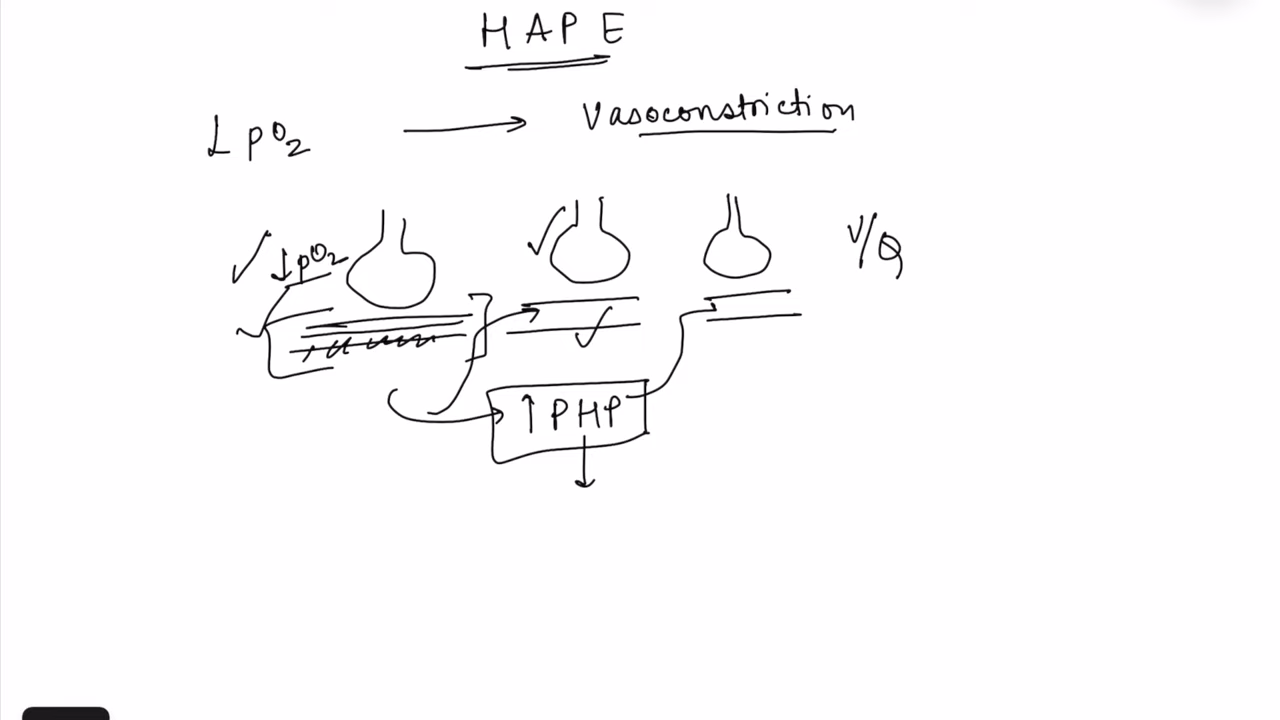 HAPE
↓ pO2 → Vasoconstriction
↓pO2
V/Q
↑ PHP